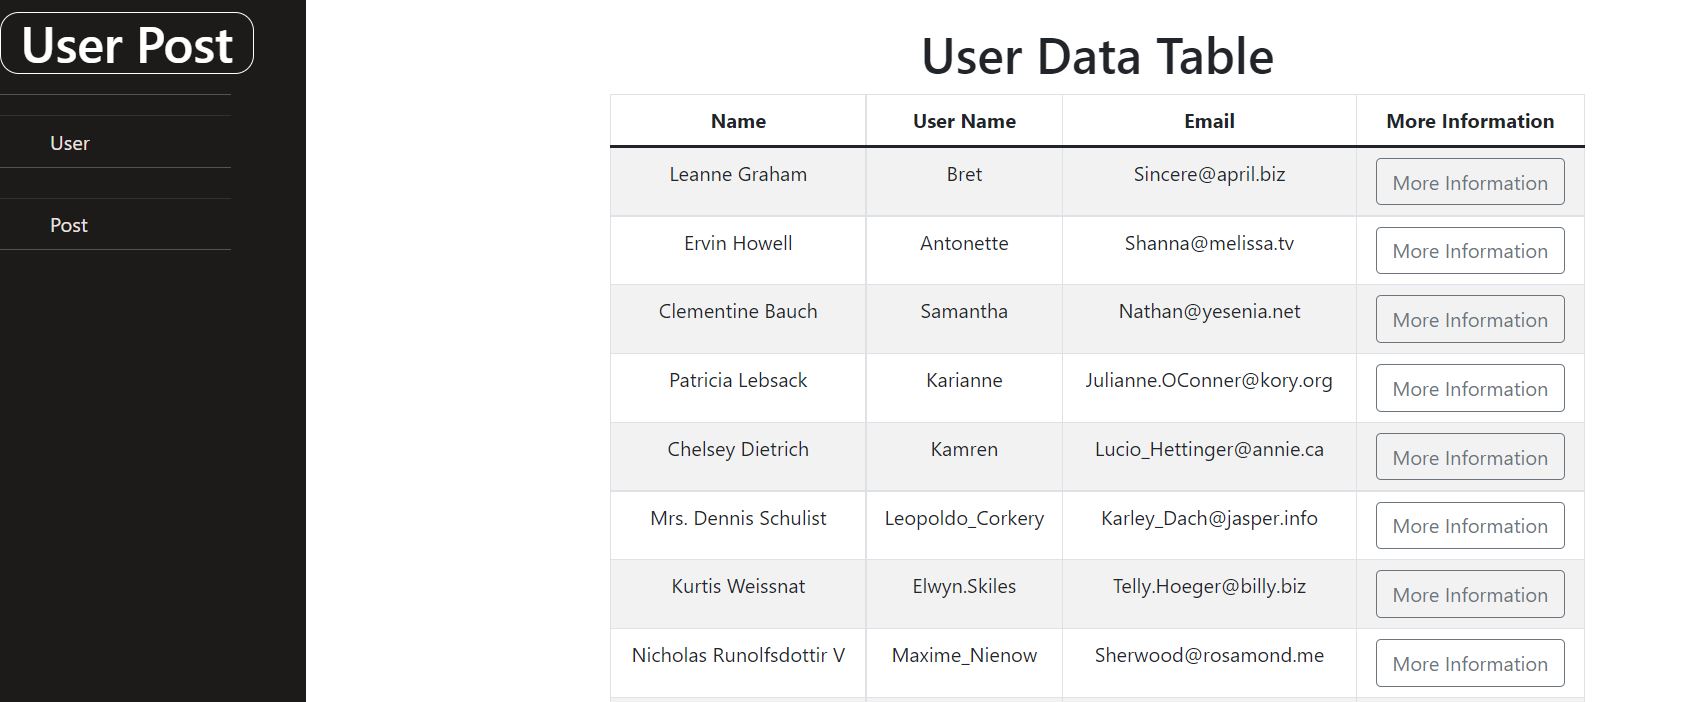 User Post
User
Post
User Data Table
Name User Name Email More Information
Leanne Graham Bret Sincere@april.biz More Information
Ervin Howell Antonette Shanna@melissa.tv More Information
Clementine Bauch Samantha Nathan@yesenia.net More Information
Patricia Lebsack Karianne Julianne.OConner@kory.org More Information
Chelsey Dietrich Kamren Lucio_Hettinger@annie.ca More Information
Mrs. Dennis Schulist Leopoldo_Corkery Karley_Dach@jasper.info More Information
Kurtis Weissnat Elwyn.Skiles Telly.Hoeger@billy.biz More Information
Nicholas Runolfsdottir V Maxime_Nienow Sherwood@rosamond.me More Information